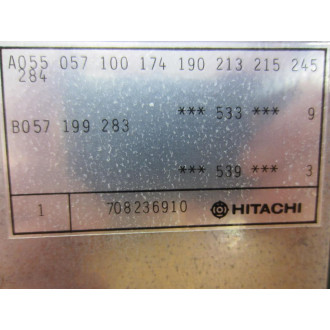 A055 057 100 174 190 213 215 245
284
*** 533 *** 9
B057 199 283
*** 539 *** 3
1 708236910 HITACHI